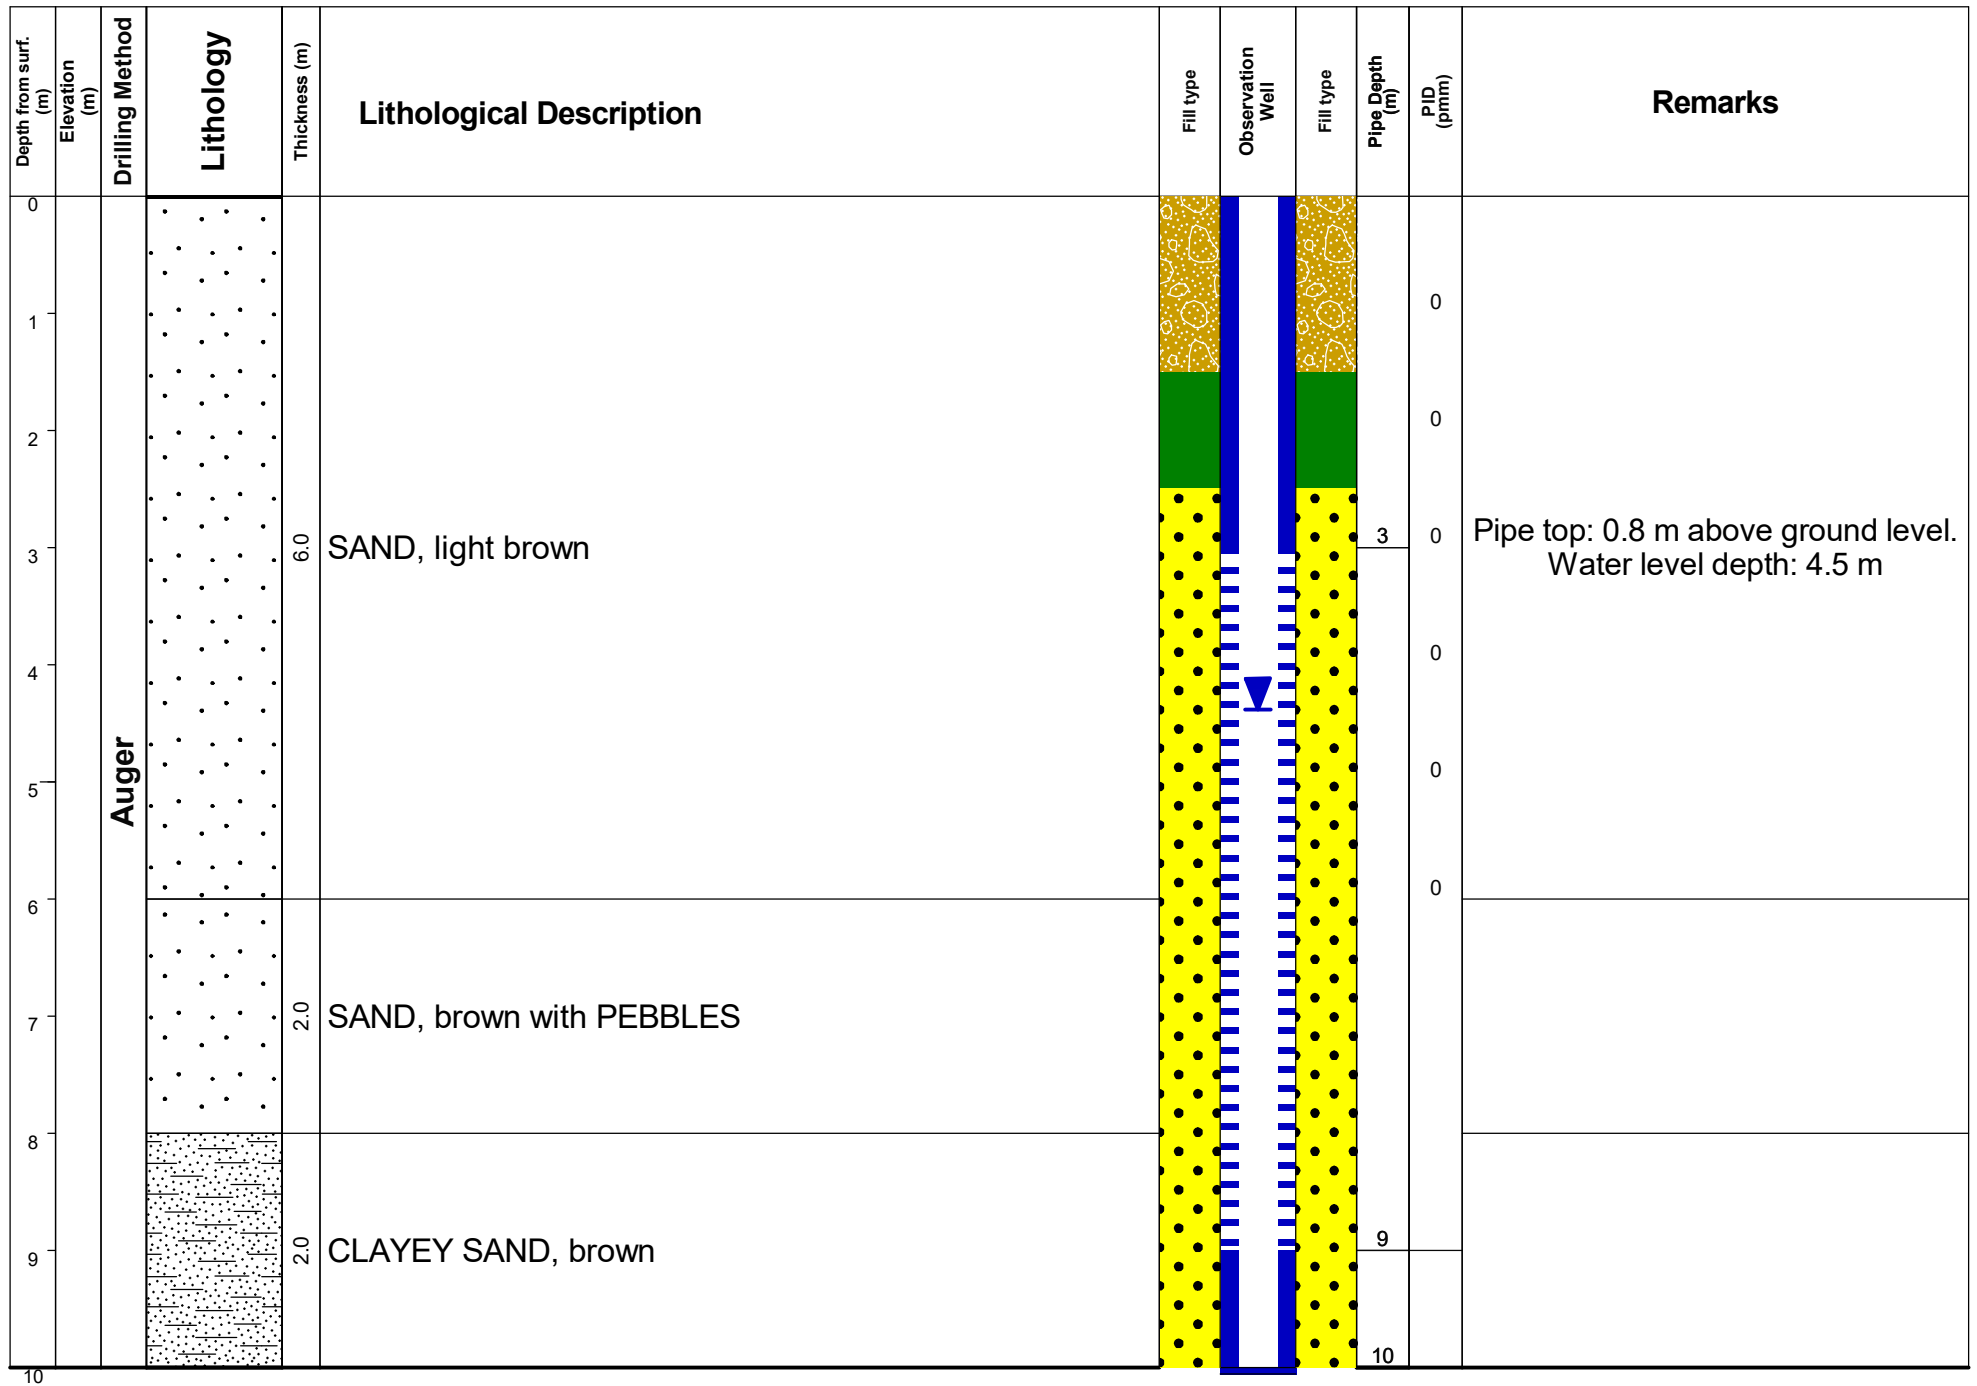 Depth from surf.
(m)
Elevation
(m)
Drilling Method
Lithology
Thickness (m)
Lithological Description
Fill type
Observation
Well
Fill type
Pipe Depth
(m)
PID
(pmm)
Remarks
0
1
2
3
4
5
6
7
8
9
10
Auger
6.0
SAND, light brown
2.0
SAND, brown with PEBBLES
2.0
CLAYEY SAND, brown
3
9
10
0
0
0
0
0
0
Pipe top: 0.8 m above ground level.
Water level depth: 4.5 m